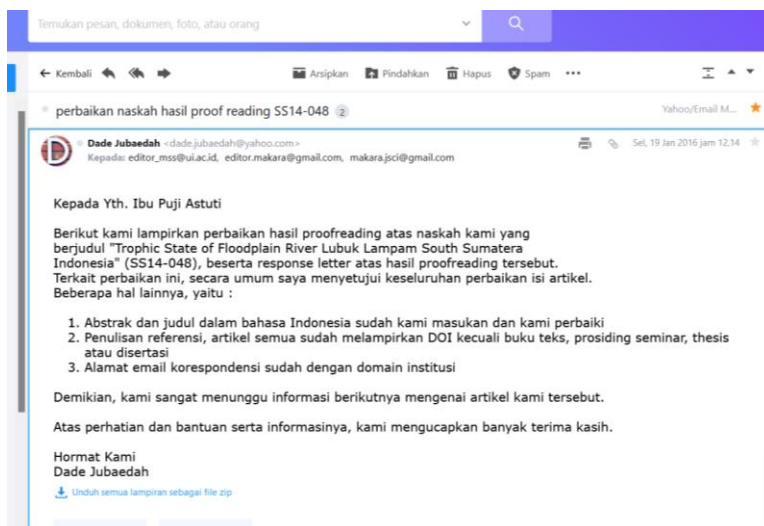 Temukan pesan, dokumen, foto, atau orang
Kembali Arsipkan Pindahkan Hapus Spam
perbaikan naskah hasil proof reading SS14-048 2 Yahoo/Email M...
Dade Jubaedah <dade.jubaedah@yahoo.com> Sel, 19 Jan 2016 jam 12.14
Kepada: editor_mss@ui.ac.id, editor.makara@gmail.com, makara.jsci@gmail.com
Kepada Yth. Ibu Puji Astuti
Berikut kami lampirkan perbaikan hasil proofreading atas naskah kami yang
berjudul "Trophic State of Floodplain River Lubuk Lampam South Sumatera
Indonesia" (SS14-048), beserta response letter atas hasil proofreading tersebut.
Terkait perbaikan ini, secara umum saya menyetujui keseluruhan perbaikan isi artikel.
Beberapa hal lainnya, yaitu :
1. Abstrak dan judul dalam bahasa Indonesia sudah kami masukan dan kami perbaiki
2. Penulisan referensi, artikel semua sudah melampirkan DOI kecuali buku teks, prosiding seminar, thesis
atau disertasi
3. Alamat email korespondensi sudah dengan domain institusi
Demikian, kami sangat menunggu informasi berikutnya mengenai artikel kami tersebut.
Atas perhatian dan bantuan serta informasinya, kami mengucapkan banyak terima kasih.
Hormat Kami
Dade Jubaedah
Unduh semua lampiran sebagai file zip